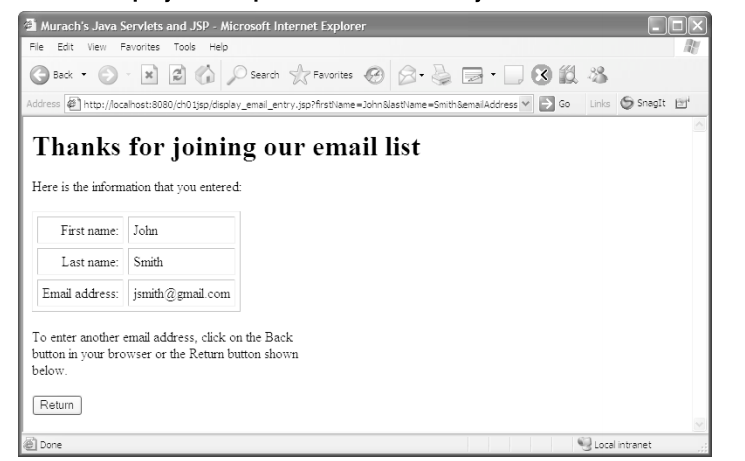 Murach's Java Servlets and JSP - Microsoft Internet Explorer
File Edit View Favorites Tools Help
Back Search Favorites
Address http://localhost:8080/ch01jsp/display_email_entry.jsp?firstName=John&lastName=Smith&emailAddress Go Links SnagIt
Thanks for joining our email list
Here is the information that you entered:
First name: John
Last name: Smith
Email address: jsmith@gmail.com
To enter another email address, click on the Back
button in your browser or the Return button shown
below.
Return
Done Local intranet